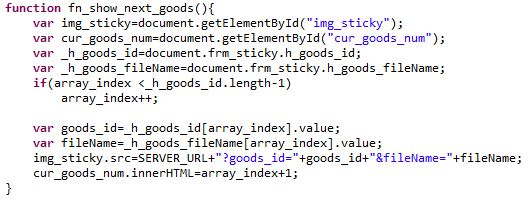 function fn_show_next_goods(){
    var img_sticky=document.getElementById("img_sticky");
    var cur_goods_num=document.getElementById("cur_goods_num");
    var _h_goods_id=document.frm_sticky.h_goods_id;
    var _h_goods_fileName=document.frm_sticky.h_goods_fileName;
    if(array_index <_h_goods_id.length-1)
        array_index++;

    var goods_id=_h_goods_id[array_index].value;
    var fileName=_h_goods_fileName[array_index].value;
    img_sticky.src=SERVER_URL+"?goods_id="+goods_id+"&fileName="+fileName;
    cur_goods_num.innerHTML=array_index+1;
}